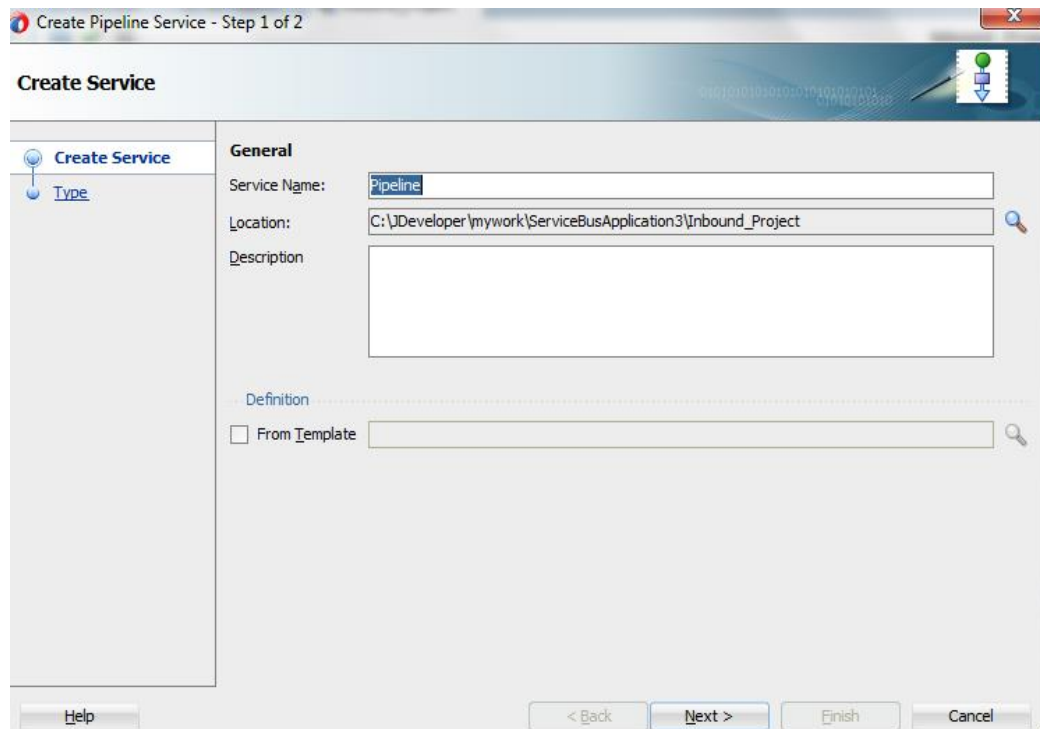 Create Pipeline Service - Step 1 of 2
Create Service
Create Service
Type
General
Service Name: Pipeline
Location: C:\JDeveloper\mywork\ServiceBusApplication3\Inbound_Project
Description
Definition
From Template
Help < Back Next > Finish Cancel